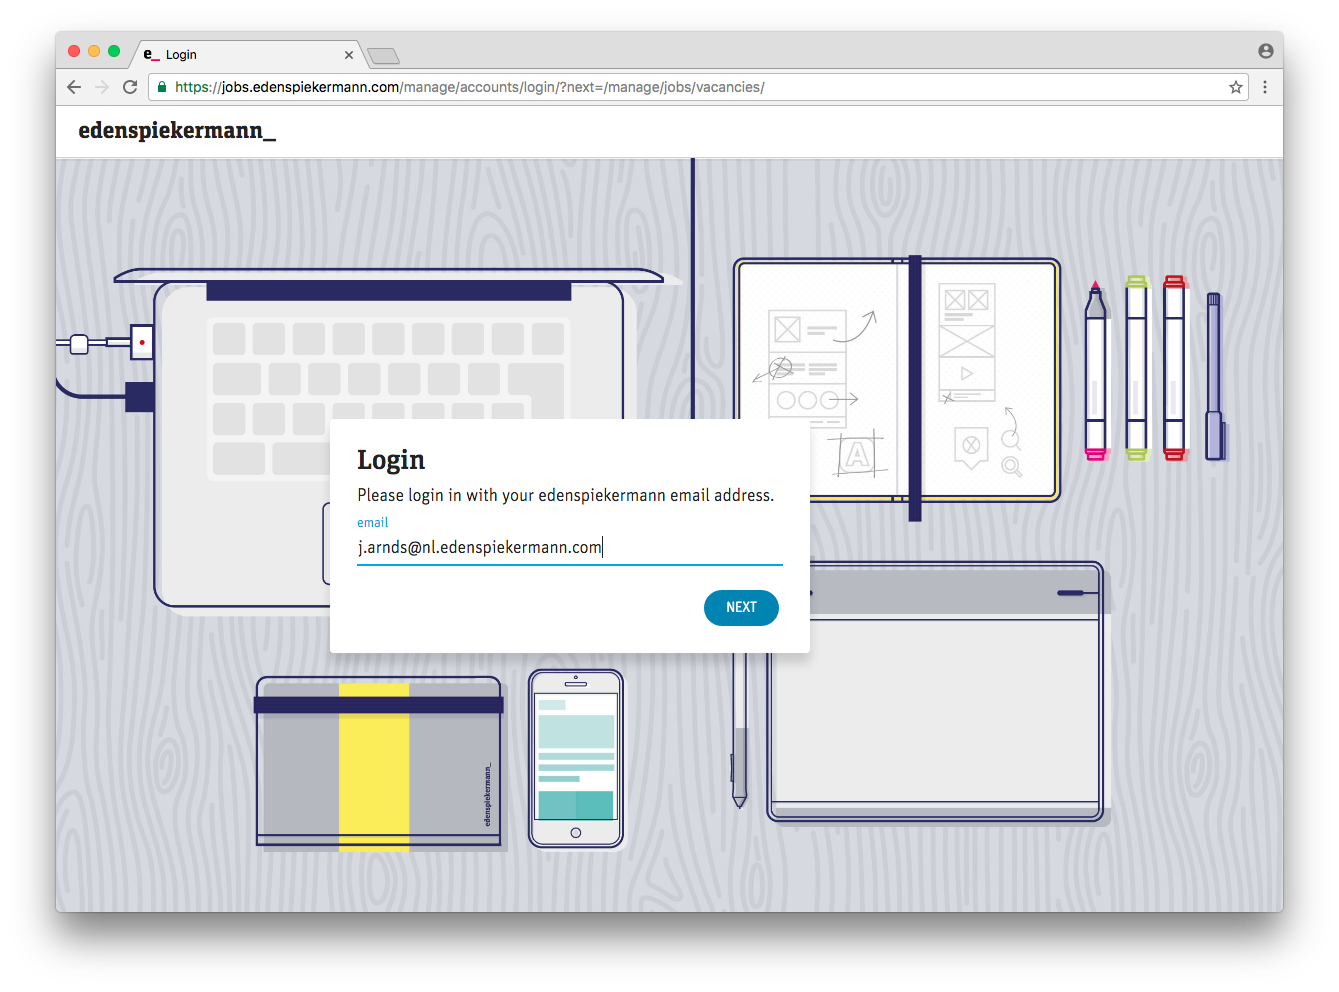 e_ Login
https://jobs.edenspiekermann.com/manage/accounts/login/?next=/manage/jobs/vacancies/
edenspiekermann_
A
Login
Please login in with your edenspiekermann email address.
email
j.arnds@nl.edenspiekermann.com
NEXT
edenspiekermann_